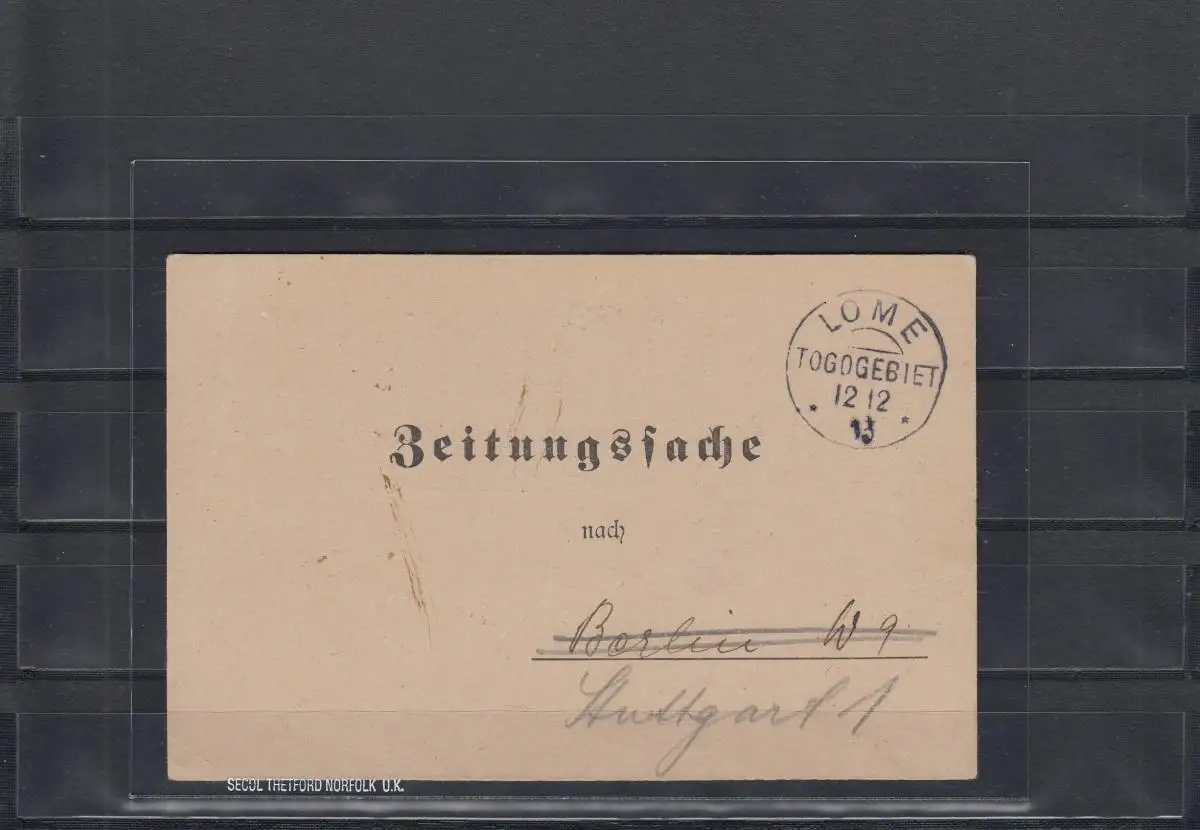 LOME
TOGOGEBIET
12 12
13
Zeitungssache
nach
Berlin W 9
Stuttgart 1
SECOL THETFORD NORFOLK U.K.